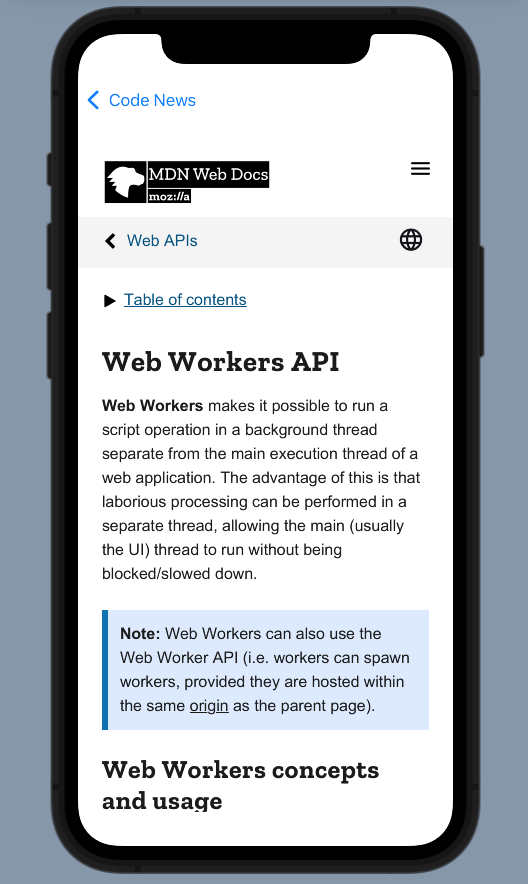 Code News
MDN Web Docs
moz://a
Web APIs
Table of contents
Web Workers API
Web Workers makes it possible to run a
script operation in a background thread
separate from the main execution thread of a
web application. The advantage of this is that
laborious processing can be performed in a
separate thread, allowing the main (usually
the UI) thread to run without being
blocked/slowed down.
Note: Web Workers can also use the
Web Worker API (i.e. workers can spawn
workers, provided they are hosted within
the same origin as the parent page).
Web Workers concepts
and usage